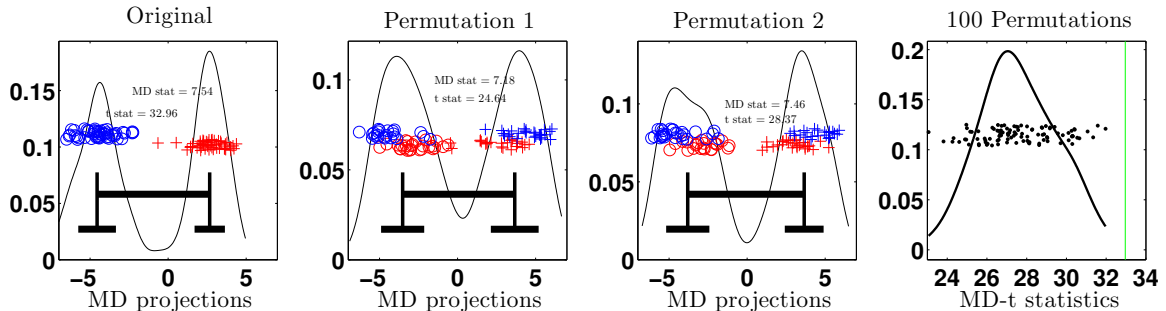 Original
MD stat = 7.54
t stat = 32.96
0.15
0.1
0.05
0
−5 0 5
MD projections
Permutation 1
MD stat = 7.18
t stat = 24.64
0.1
0.05
0
−5 0 5
MD projections
Permutation 2
MD stat = 7.46
t stat = 28.37
0.1
0.05
0
−5 0 5
MD projections
100 Permutations
0.2
0.15
0.1
0.05
0
24 26 28 30 32 34
MD-t statistics